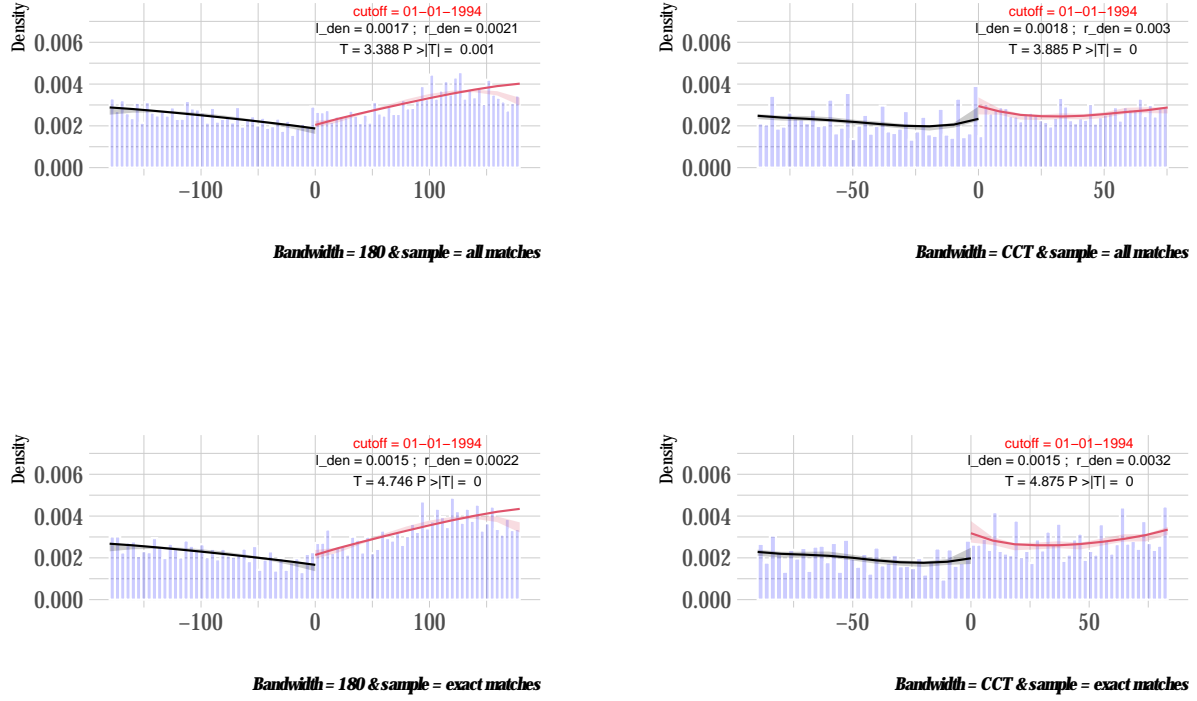 Density
cutoff = 01−01−1994
l_den = 0.0017 ;  r_den = 0.0021
T = 3.388 P >|T| =  0.001
0.006
0.004
0.002
0.000
−100
0
100
Bandwidth = 180 & sample = all matches
cutoff = 01−01−1994
l_den = 0.0018 ;  r_den = 0.003
T = 3.885 P >|T| =  0
Density
0.006
0.004
0.002
0.000
−50
0
50
Bandwidth = CCT & sample = all matches
Density
cutoff = 01−01−1994
l_den = 0.0015 ;  r_den = 0.0022
T = 4.746 P >|T| =  0
0.006
0.004
0.002
0.000
−100
0
100
Bandwidth = 180 & sample = exact matches
Density
cutoff = 01−01−1994
l_den = 0.0015 ;  r_den = 0.0032
T = 4.875 P >|T| =  0
0.006
0.004
0.002
0.000
−50
0
50
Bandwidth = CCT & sample = exact matches